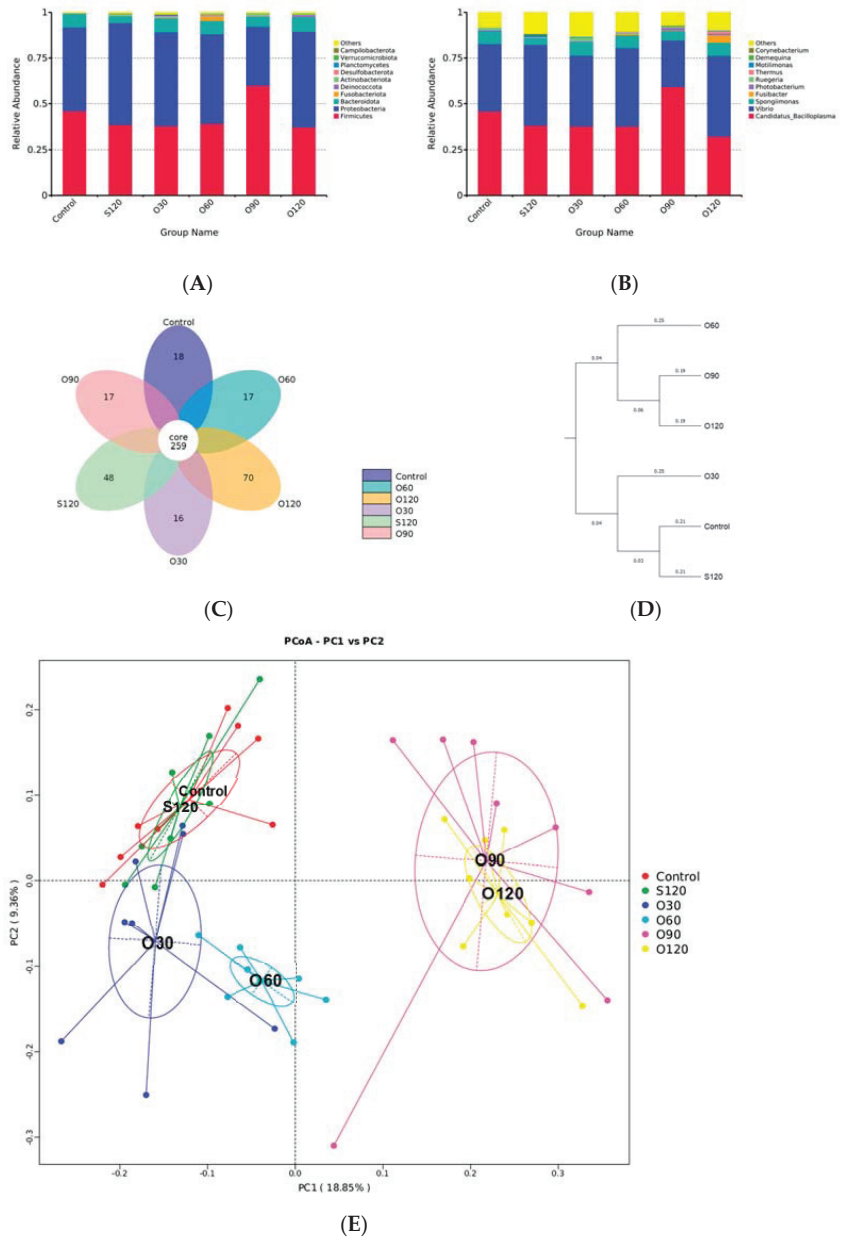 1
0.75
0.5
0.25
0
Relative Abundance
Control
S120
O30
O60
O90
O120
Group Name
Others
Campilobacterota
Verrucomicrobiota
Planctomycetes
Desulfobacterota
Actinobacteriota
Deinococcota
Fusobacteriota
Bacteroidota
Proteobacteria
Firmicutes
(A)
1
0.75
0.5
0.25
0
Relative Abundance
Control
S120
O30
O60
O90
O120
Group Name
Others
Corynebacterium
Demequina
Motilimonas
Thermus
Ruegeria
Photobacterium
Fusibacter
Spongiimonas
Vibrio
Candidatus_Bacilloplasma
(B)
Control
18
O90
17
O60
17
core
259
S120
48
O120
70
O30
16
Control
O60
O120
O30
S120
O90
(C)
0.25
O60
0.04
0.19
O90
0.06
0.19
O120
0.25
O30
0.04
0.21
Control
0.03
0.21
S120
(D)
PCoA - PC1 vs PC2
0.2
0.1
0.0
-0.1
-0.2
-0.3
PC2 ( 9.36% )
Control
S120
O30
O60
O90
O120
-0.2
-0.1
0.0
0.1
0.2
0.3
PC1 ( 18.85% )
Control
S120
O30
O60
O90
O120
(E)